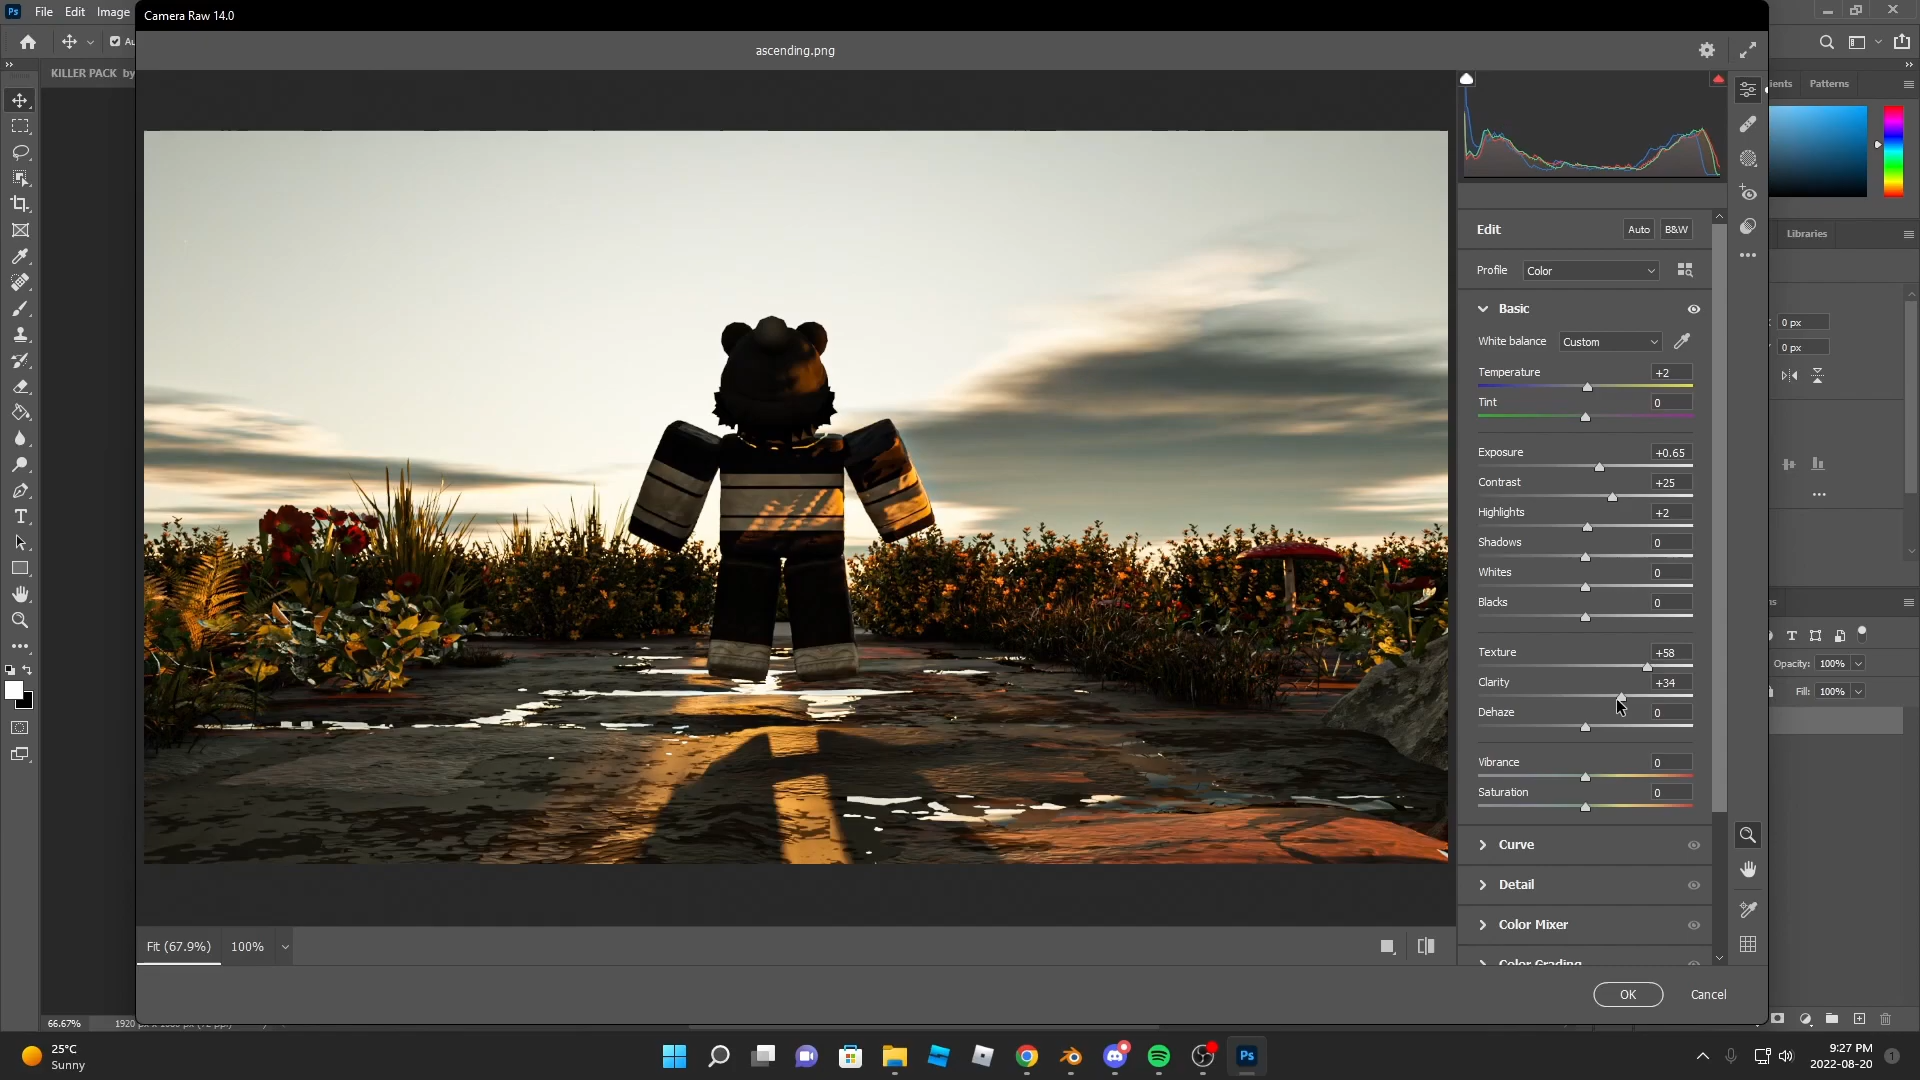 Camera Raw 14.0
Ps File Edit Image
ascending.png
KILLER PACK by
Patterns
Edit Auto B&W
Libraries
Profile Color
Basic
White balance Custom
0 px
0 px
Temperature +2
Tint 0
Exposure +0.65
Contrast +25
Highlights +2
Shadows 0
Whites 0
Blacks 0
Texture +58
Clarity +34
Dehaze 0
Opacity: 100%
Fill: 100%
Vibrance 0
Saturation 0
Curve
Detail
Color Mixer
Color Grading
Fit (67.9%) 100%
OK Cancel
66.67%
25°C
Sunny
Ps
9:27 PM
2022-08-20
1